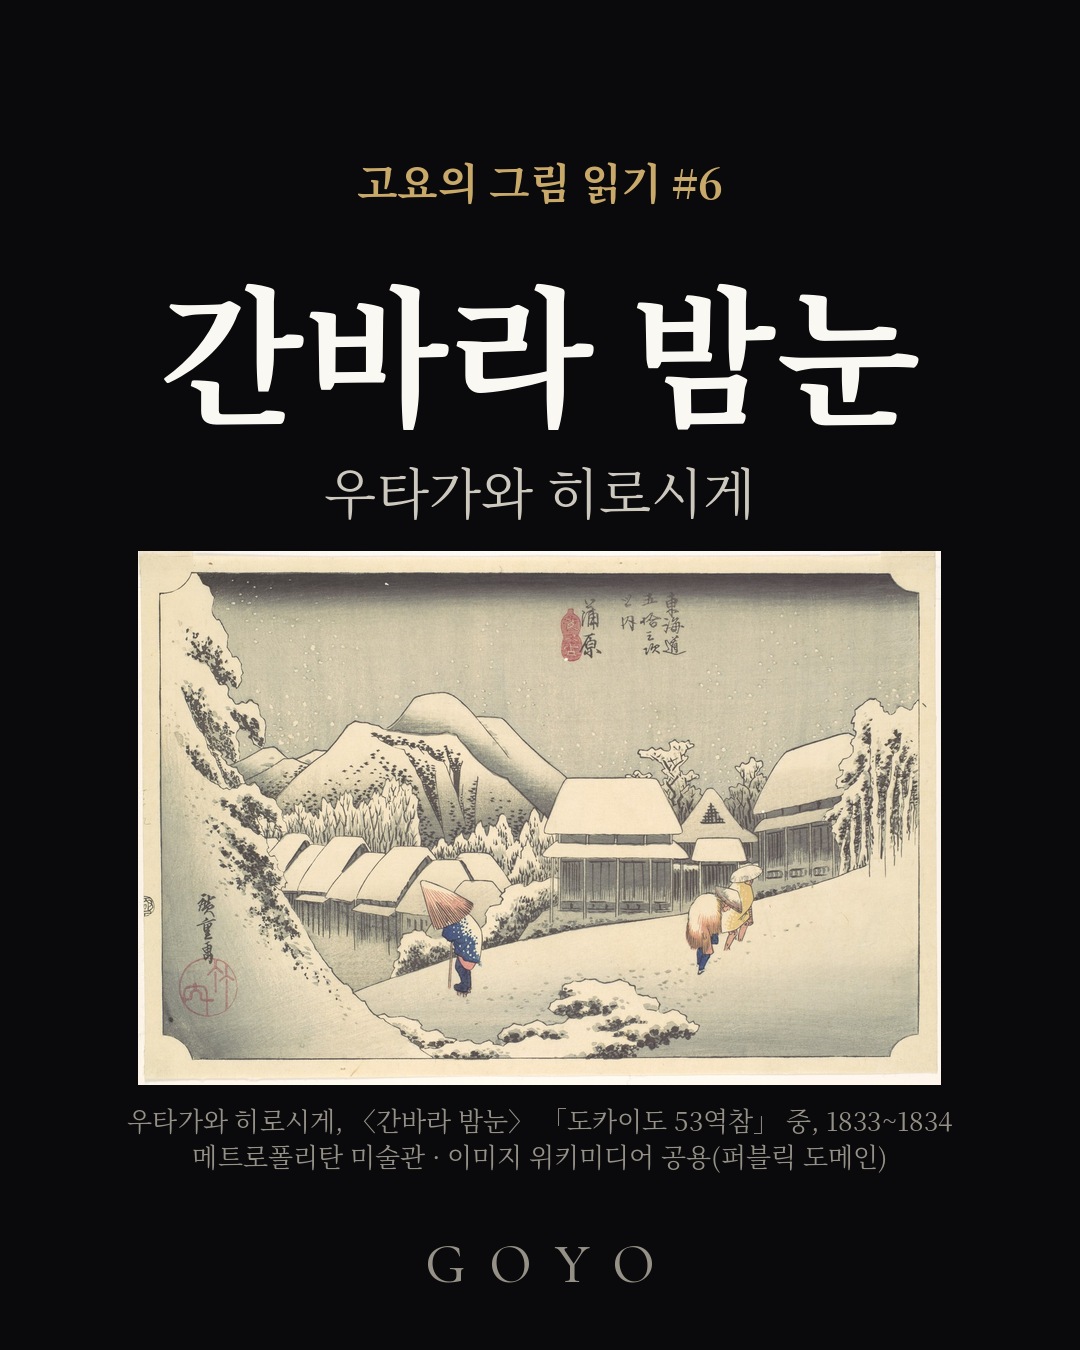 고요의 그림 읽기 #6
간바라 밤눈
우타가와 히로시게
東海道
五拾三次
之内
蒲原
廣重畫
우타가와 히로시게, 〈간바라 밤눈〉 「도카이도 53역참」 중, 1833~1834
메트로폴리탄 미술관 · 이미지 위키미디어 공용(퍼블릭 도메인)
GOYO